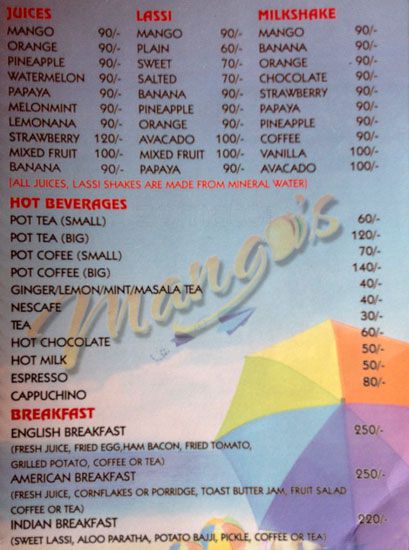 JUICES
MANGO 90/-
ORANGE 90/-
PINEAPPLE 90/-
WATERMELON 90/-
PAPAYA 90/-
MELONMINT 90/-
LEMONANA 90/-
STRAWBERRY 120/-
MIXED FRUIT 100/-
BANANA 90/-
LASSI
MANGO 90/-
PLAIN 60/-
SWEET 70/-
SALTED 70/-
BANANA 90/-
PINEAPPLE 90/-
ORANGE 90/-
AVACADO 100/-
MIXED FRUIT 100/-
PAPAYA 90/-
MILKSHAKE
MANGO 90/-
BANANA 90/-
ORANGE 90/-
CHOCOLATE 90/-
STRAWBERRY 90/-
PAPAYA 90/-
PINEAPPLE 90/-
COFFEE 90/-
VANILLA 100/-
AVACADO 100/-
(ALL JUICES, LASSI SHAKES ARE MADE FROM MINERAL WATER)
HOT BEVERAGES
POT TEA (SMALL) 60/-
POT TEA (BIG) 120/-
POT COFFEE (SMALL) 70/-
POT COFFEE (BIG) 140/-
GINGER/LEMON/MINT/MASALA TEA 40/-
NESCAFE 40/-
TEA 30/-
HOT CHOCOLATE 60/-
HOT MILK 50/-
ESPRESSO 50/-
CAPPUCHINO 80/-
Mango's
BREAKFAST
ENGLISH BREAKFAST 250/-
(FRESH JUICE, FRIED EGG,HAM BACON, FRIED TOMATO,
GRILLED POTATO, COFFEE OR TEA)
AMERICAN BREAKFAST 250/-
(FRESH JUICE, CORNFLAKES OR PORRIDGE, TOAST BUTTER JAM, FRUIT SALAD
COFFEE OR TEA)
INDIAN BREAKFAST 220/-
(SWEET LASSI, ALOO PARATHA, POTATO BAJJI, PICKLE, COFFEE OR TEA)